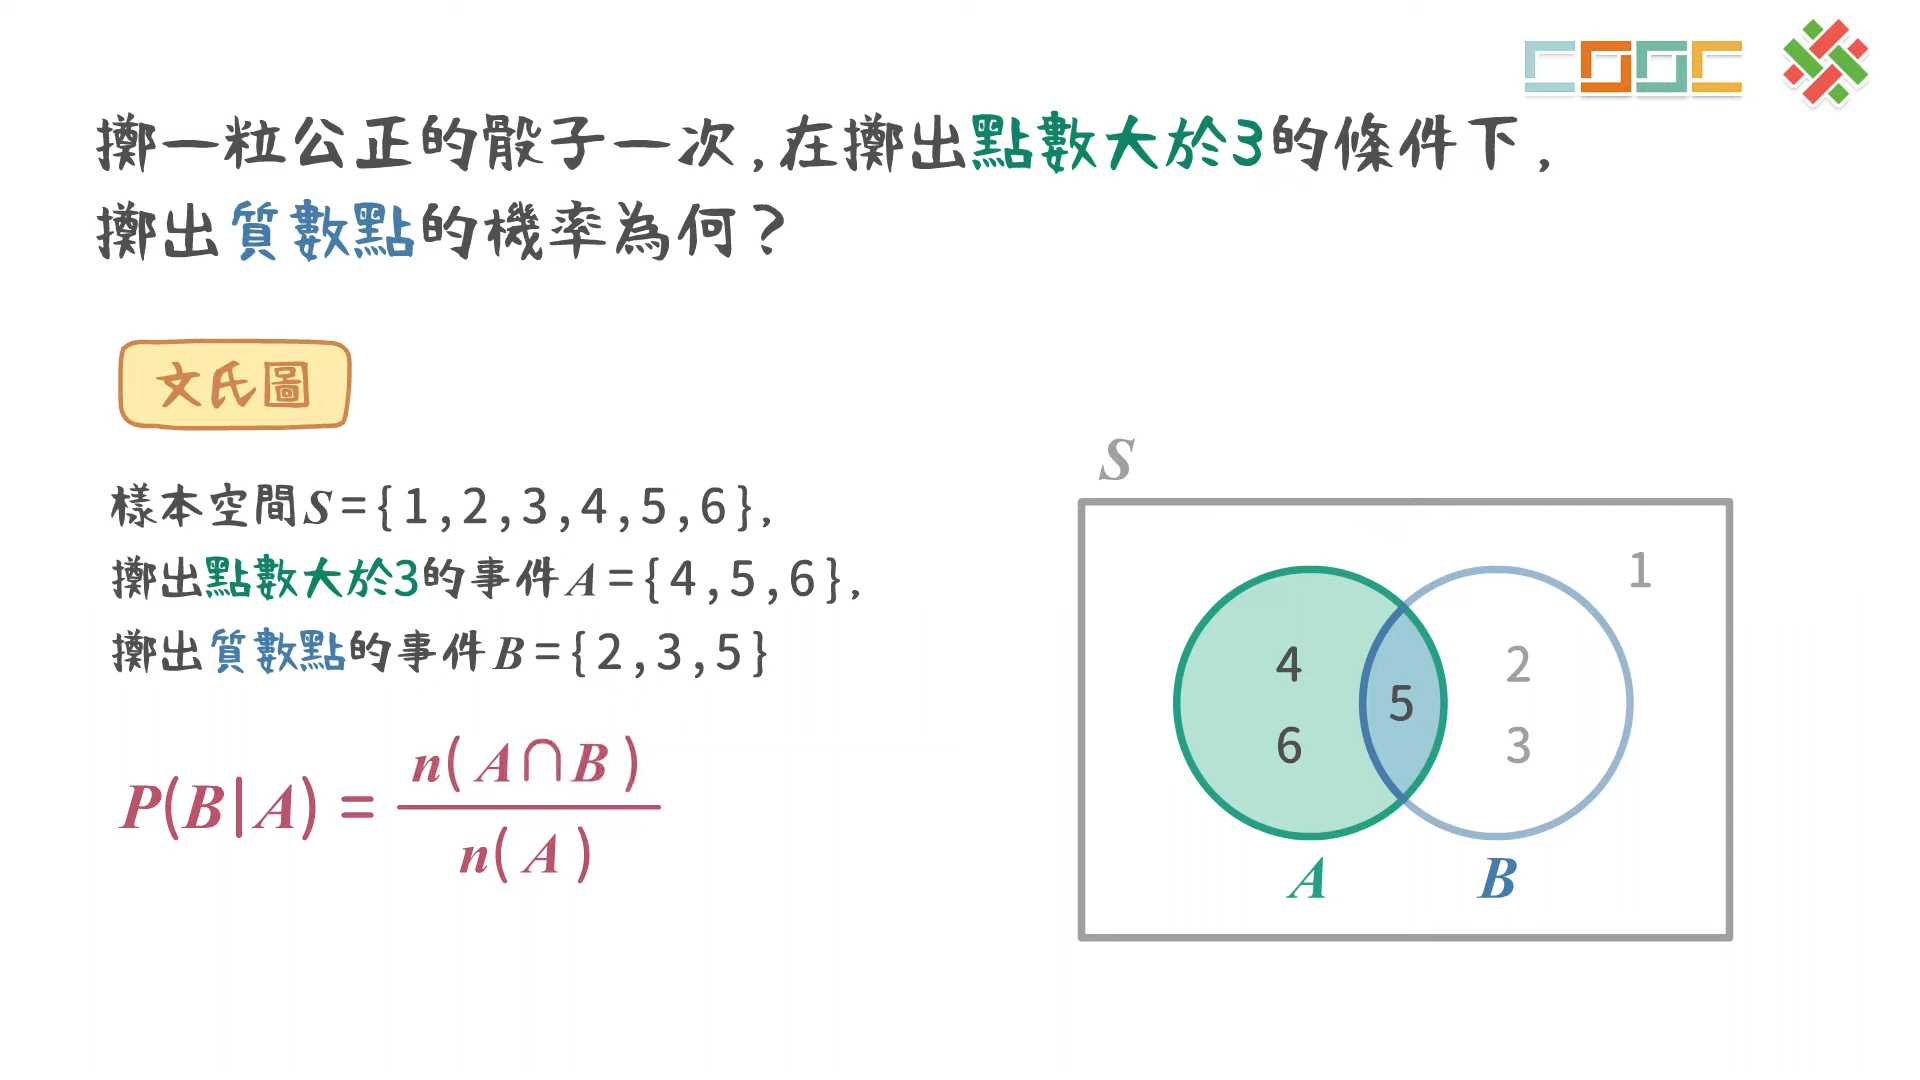 COOC
擲一粒公正的骰子一次,在擲出點數大於3的條件下,
擲出質數點的機率為何?
文氏圖
樣本空間S={1,2,3,4,5,6},
擲出點數大於3的事件A={4,5,6},
擲出質數點的事件B={2,3,5}
P(B|A) = n(A∩B) / n(A)
S
1
4
2
5
6
3
A
B